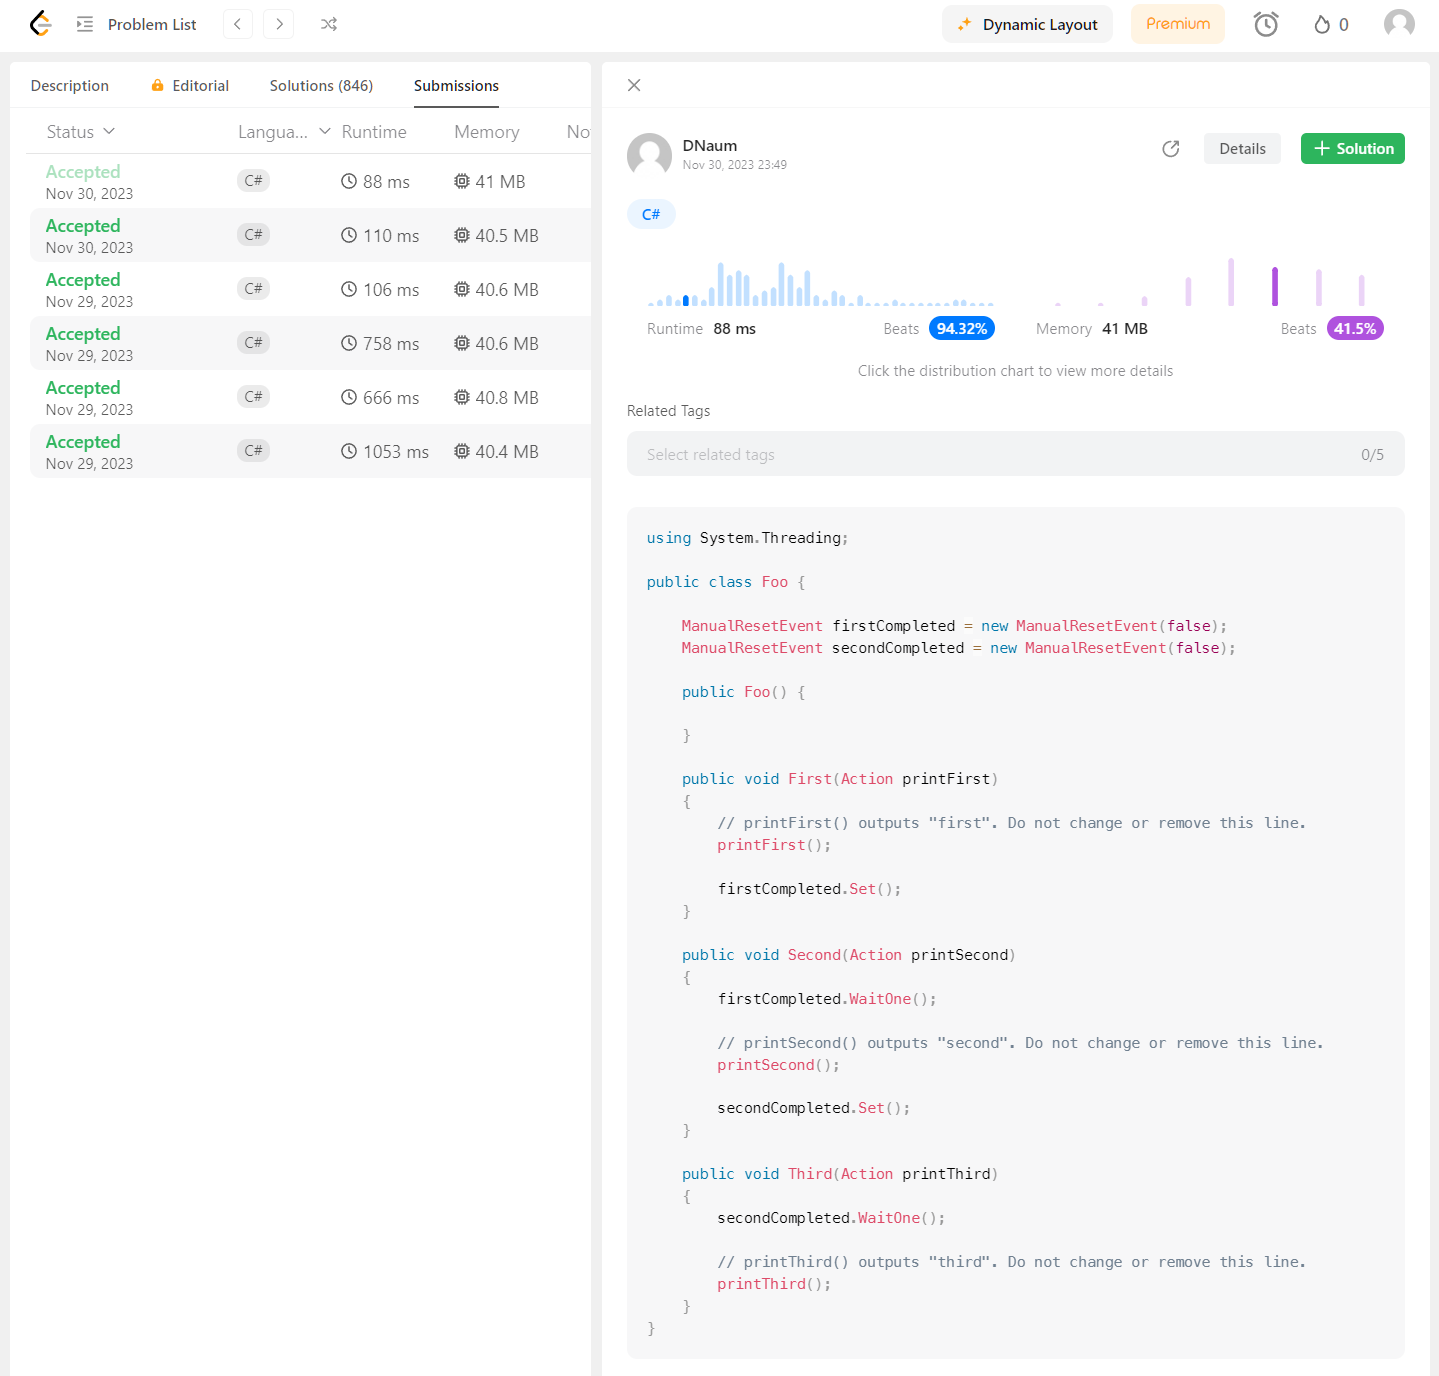 Problem List
Dynamic Layout
Premium
0
Description
Editorial
Solutions (846)
Submissions
Status
Langua...
Runtime
Memory
No
Accepted
Nov 30, 2023
C#
88 ms
41 MB
Accepted
Nov 30, 2023
C#
110 ms
40.5 MB
Accepted
Nov 29, 2023
C#
106 ms
40.6 MB
Accepted
Nov 29, 2023
C#
758 ms
40.6 MB
Accepted
Nov 29, 2023
C#
666 ms
40.8 MB
Accepted
Nov 29, 2023
C#
1053 ms
40.4 MB
DNaum
Nov 30, 2023 23:49
Details
Solution
C#
Runtime 88 ms
Beats 94.32%
Memory 41 MB
Beats 41.5%
Click the distribution chart to view more details
Related Tags
Select related tags
0/5
using System.Threading;
public class Foo {
ManualResetEvent firstCompleted = new ManualResetEvent(false);
ManualResetEvent secondCompleted = new ManualResetEvent(false);
public Foo() {
}
public void First(Action printFirst)
{
// printFirst() outputs "first". Do not change or remove this line.
printFirst();
firstCompleted.Set();
}
public void Second(Action printSecond)
{
firstCompleted.WaitOne();
// printSecond() outputs "second". Do not change or remove this line.
printSecond();
secondCompleted.Set();
}
public void Third(Action printThird)
{
secondCompleted.WaitOne();
// printThird() outputs "third". Do not change or remove this line.
printThird();
}
}